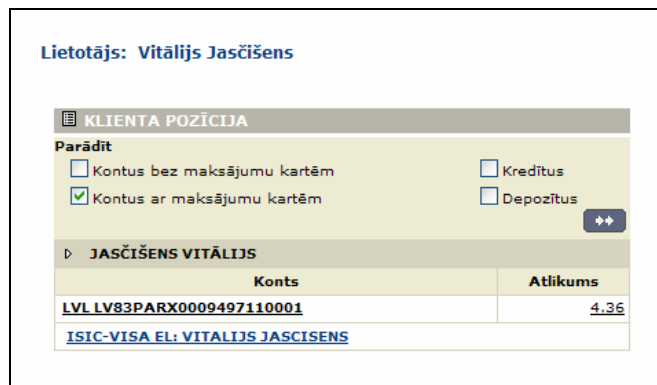 Lietotājs: Vitālijs Jasčišens
KLIENTA POZĪCIJA
Parādīt
Kontus bez maksājumu kartēm Kredītus
Kontus ar maksājumu kartēm Depozītus
JASČIŠENS VITĀLIJS
Konts Atlikums
LVL LV83PARX0009497110001 4.36
ISIC-VISA EL: VITALIJS JASCISENS